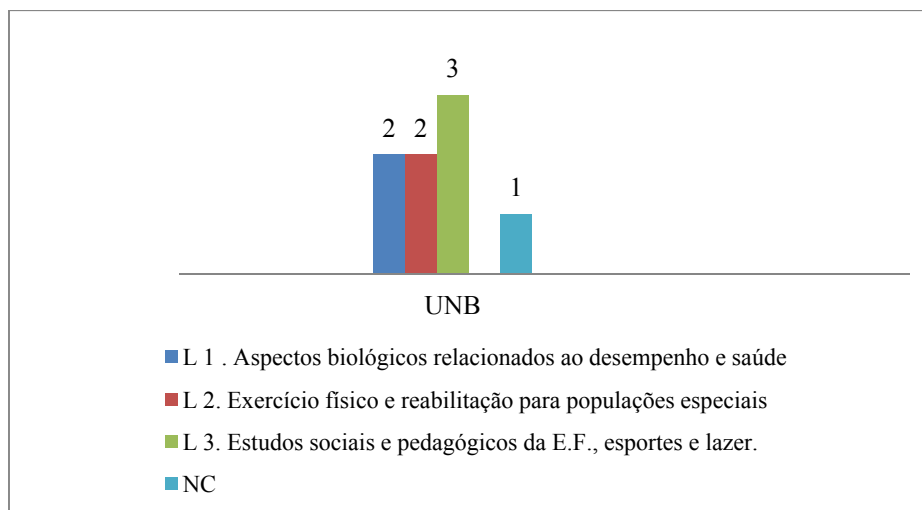 3
2 2
1
UNB
L 1 . Aspectos biológicos relacionados ao desempenho e saúde
L 2. Exercício físico e reabilitação para populações especiais
L 3. Estudos sociais e pedagógicos da E.F., esportes e lazer.
NC